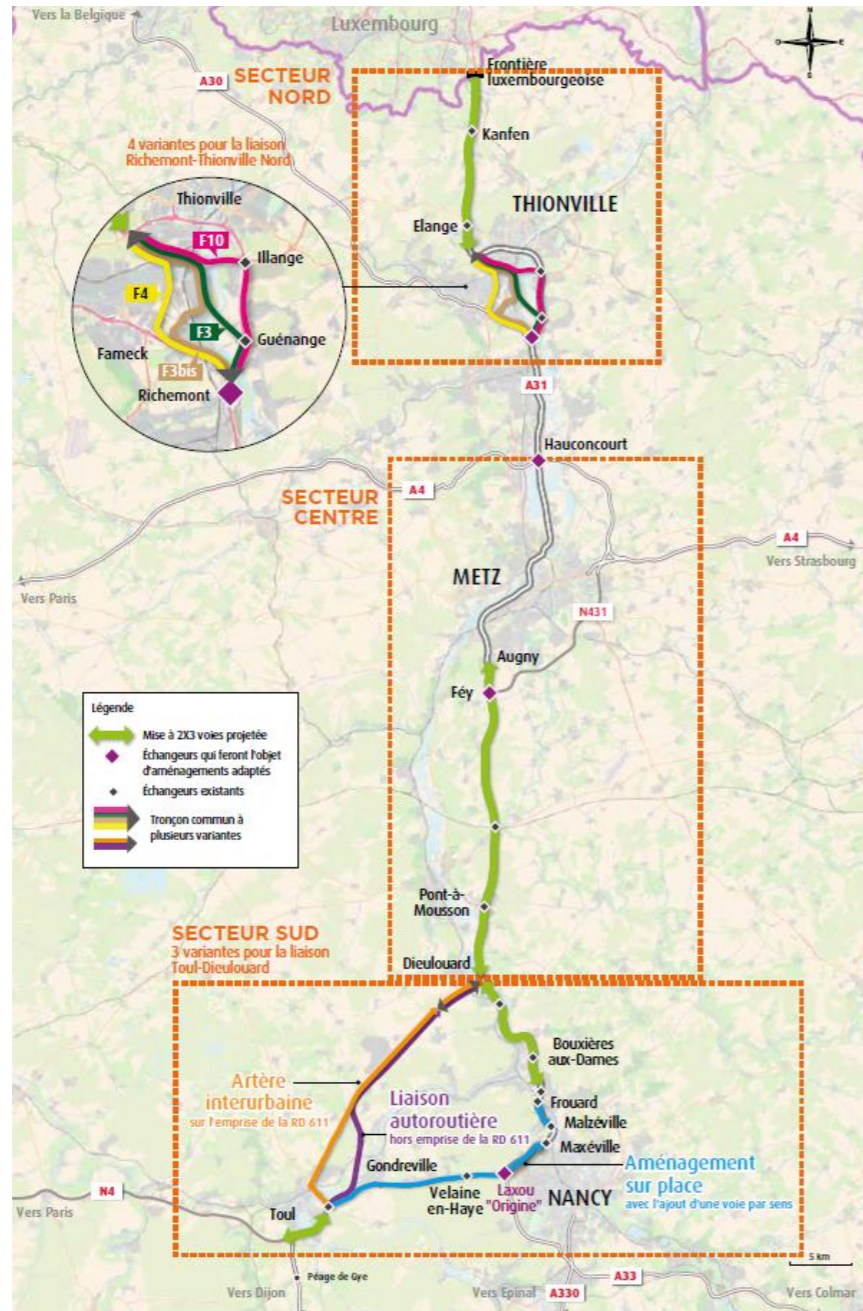 Vers la Belgique
Luxembourg
N
O
E
S
A30
SECTEUR
NORD
Frontière
luxembourgeoise
Kanfen
4 variantes pour la liaison
Richemont-Thionville Nord
THIONVILLE
Elange
Thionville
F10
Illange
F4
F3
Guénange
Fameck
F3bis
Richemont
A31
Hauconcourt
A4
SECTEUR
CENTRE
A4
Vers Strasbourg
METZ
Vers Paris
N431
Augny
Féy
Légende
Mise à 2X3 voies projetée
Échangeurs qui feront l'objet
d'aménagements adaptés
Échangeurs existants
Tronçon commun à
plusieurs variantes
Pont-à-
Mousson
SECTEUR SUD
3 variantes pour la liaison
Toul-Dieulouard
Dieulouard
Bouxières
aux-Dames
Artère
interurbaine
sur l'emprise de la RD 611
Liaison
autoroutière
hors emprise de la RD 611
Frouard
Malzéville
Maxéville
Gondreville
Aménagement
sur place
avec l'ajout d'une voie par sens
N4
Vers Paris
Toul
Velaine
en-Haye
Laxou
"Origine"
NANCY
5 km
Péage de Gye
Vers Dijon
Vers Epinal
A330
A33
Vers Colmar